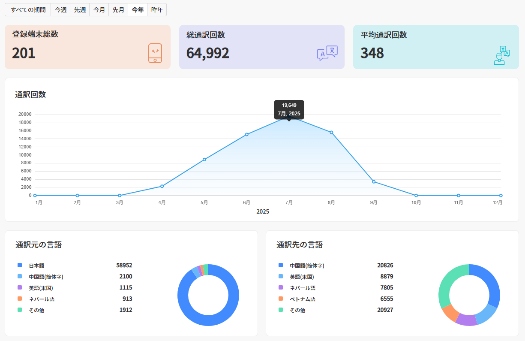 すべての期間 今週 先週 今月 先月 今年 昨年
登録端末総数
201
総通訳回数
64,992
平均通訳回数
348
通訳回数
20000
18000
16000
14000
12000
10000
8000
6000
4000
2000
0
1月 2月 3月 4月 5月 6月 7月 8月 9月 10月 11月 12月
2025
7月, 2025
通訳元の言語
日本語 58952
中国語(簡体字) 2100
英語(米国) 1115
ネパール語 913
その他 1912
通訳先の言語
中国語(簡体字) 20826
英語(米国) 8879
ネパール語 7805
ベトナム語 6555
その他 20927